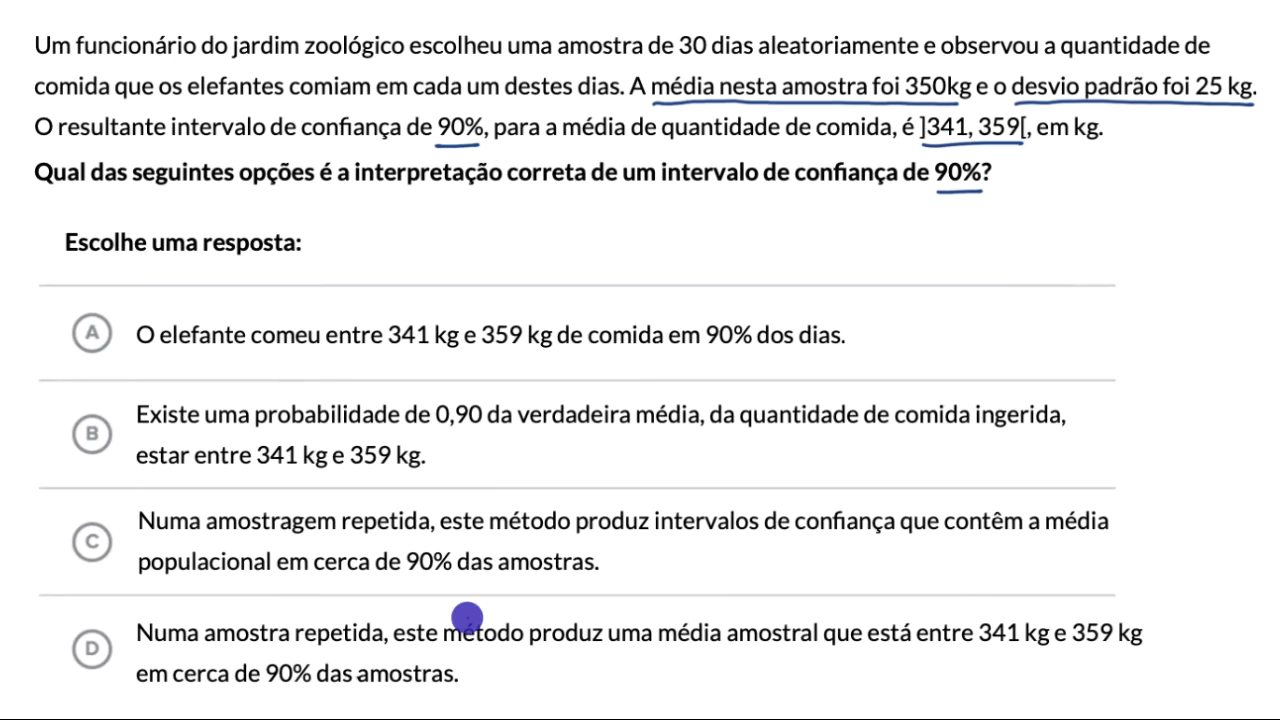 Um funcionário do jardim zoológico escolheu uma amostra de 30 dias aleatoriamente e observou a quantidade de
comida que os elefantes comiam em cada um destes dias. A média nesta amostra foi 350kg e o desvio padrão foi 25 kg.
O resultante intervalo de confiança de 90%, para a média de quantidade de comida, é ]341, 359[, em kg.
Qual das seguintes opções é a interpretação correta de um intervalo de confiança de 90%?
Escolhe uma resposta:
A O elefante comeu entre 341 kg e 359 kg de comida em 90% dos dias.
B Existe uma probabilidade de 0,90 da verdadeira média, da quantidade de comida ingerida,
estar entre 341 kg e 359 kg.
C Numa amostragem repetida, este método produz intervalos de confiança que contêm a média
populacional em cerca de 90% das amostras.
D Numa amostra repetida, este método produz uma média amostral que está entre 341 kg e 359 kg
em cerca de 90% das amostras.